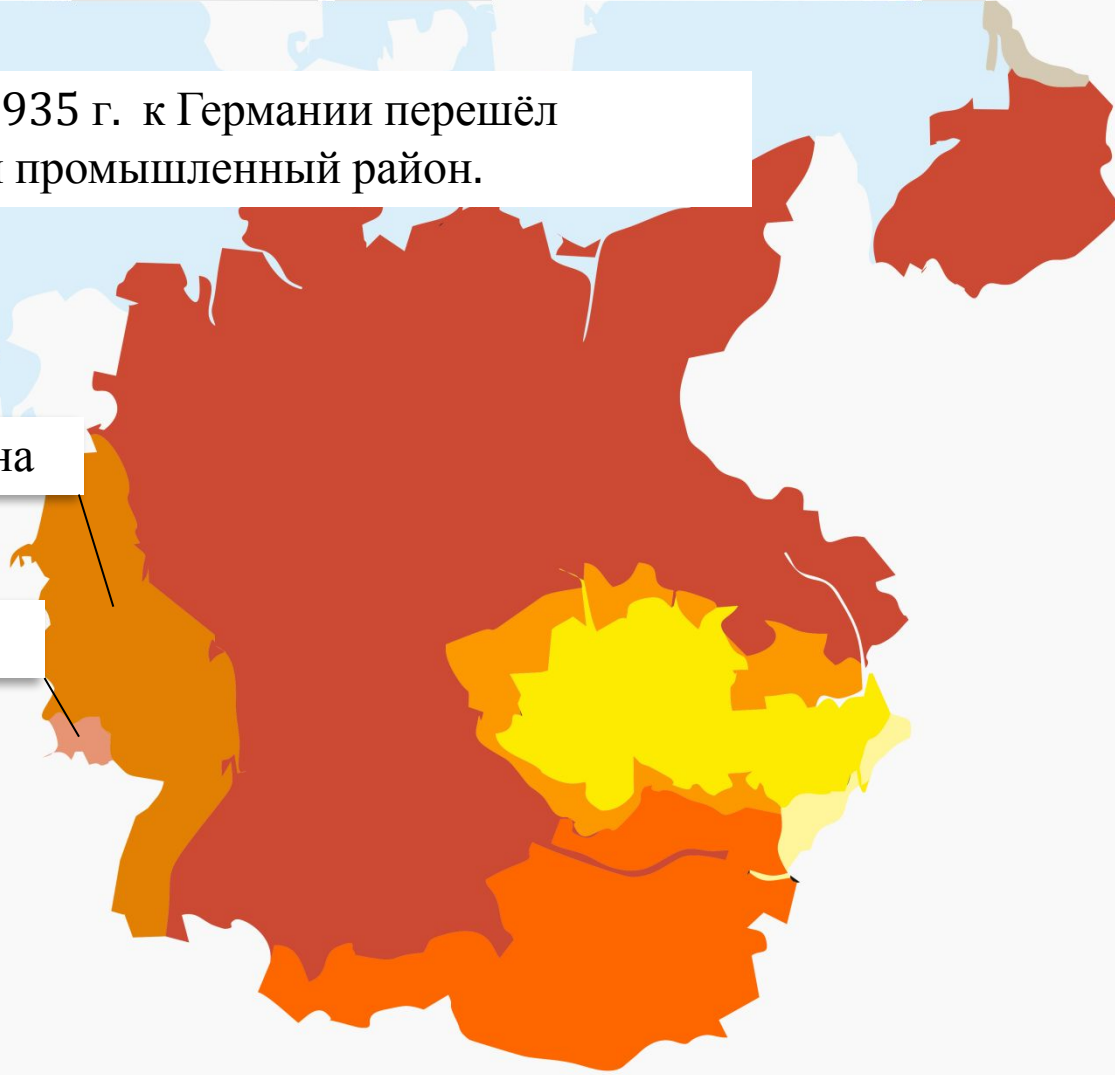 935 г. к Германии перешёл
промышленный район.
на